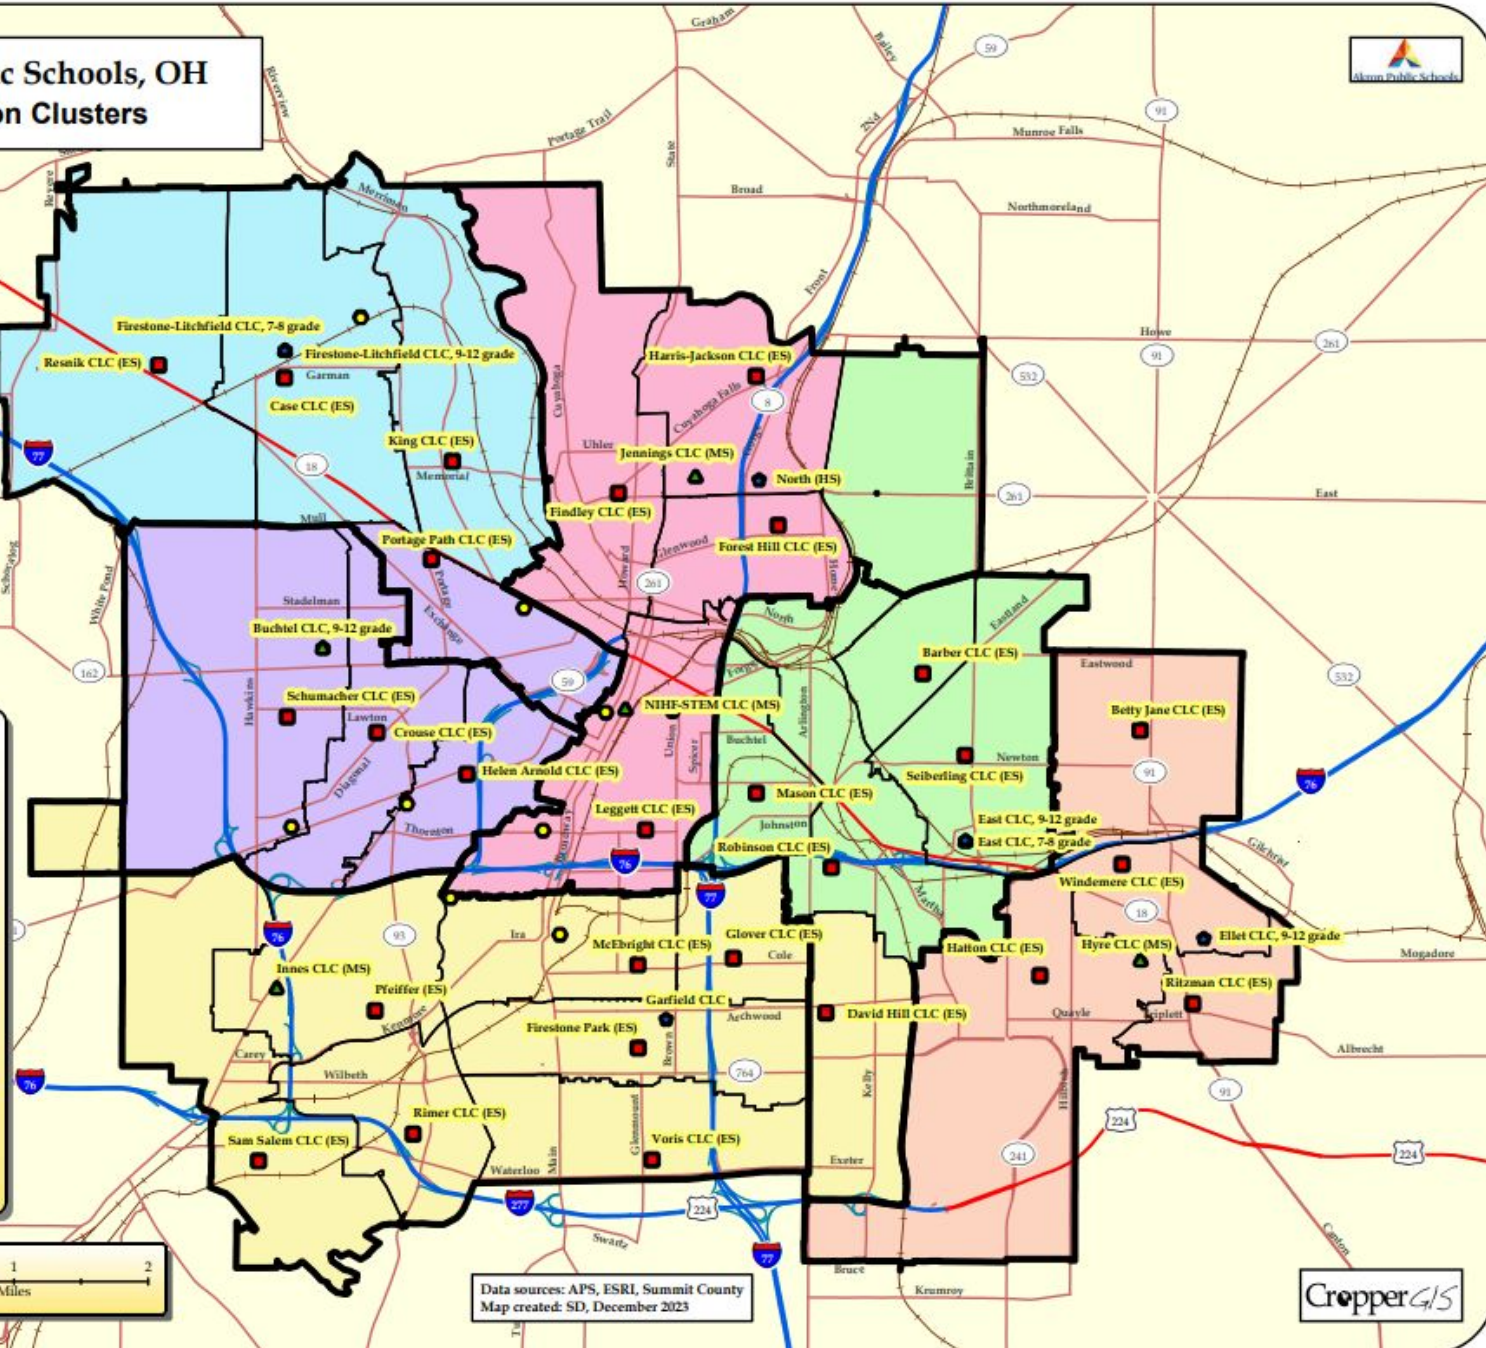 c Schools, OH
on Clusters
Akron Public Schools
Graham
Bailey
59
Riverview
Portage Trail
State
2Nd
91
Munroe Falls
Revere
Merriman
Broad
Northmoreland
Front
Howe
91
261
532
Firestone-Litchfield CLC, 7-8 grade
Resnik CLC (ES)
Firestone-Litchfield CLC, 9-12 grade
Garman
Case CLC (ES)
Harris-Jackson CLC (ES)
Cuyahoga
Cuyahoga Falls
8
King CLC (ES)
Memorial
Uhler
Jennings CLC (MS)
North (HS)
Brittain
77
18
Findley CLC (ES)
261
East
Mull
Portage Path CLC (ES)
Glenwood
Forest Hill CLC (ES)
Howard
Home
261
White Pond
Portage
Exchange
Stadelman
Buchtel CLC, 9-12 grade
North
Eastland
Barber CLC (ES)
Eastwood
162
59
Forge
532
Schumacher CLC (ES)
Hawkins
Lawton
Crouse CLC (ES)
NIHF-STEM CLC (MS)
Arlington
Betty Jane CLC (ES)
Union
Spicer
Buchtel
Newton
91
Diagonal
Helen Arnold CLC (ES)
Seiberling CLC (ES)
76
Mason CLC (ES)
Leggett CLC (ES)
Thornton
Johnston
East CLC, 9-12 grade
East CLC, 7-8 grade
Robinson CLC (ES)
Gilchrist
76
77
Windemere CLC (ES)
Martha
18
76
93
Ira
McEbright CLC (ES)
Glover CLC (ES)
Cole
Hatton CLC (ES)
Hyre CLC (MS)
Ellet CLC, 9-12 grade
Mogadore
Innes CLC (MS)
Pfeiffer (ES)
Ritzman CLC (ES)
Kenmore
Garfield CLC
Archwood
David Hill CLC (ES)
Quayle
Triplett
Firestone Park (ES)
Brown
Carey
Albrecht
Wilbeth
764
Kelly
76
91
Rimer CLC (ES)
Sam Salem CLC (ES)
Glenmount
Voris CLC (ES)
224
241
224
Waterloo
Main
Exeter
277
224
Swartz
77
Canton
1
2
Miles
Data sources: APS, ESRI, Summit County
Map created: SD, December 2023
Bruce
Krumroy
Cropper GIS